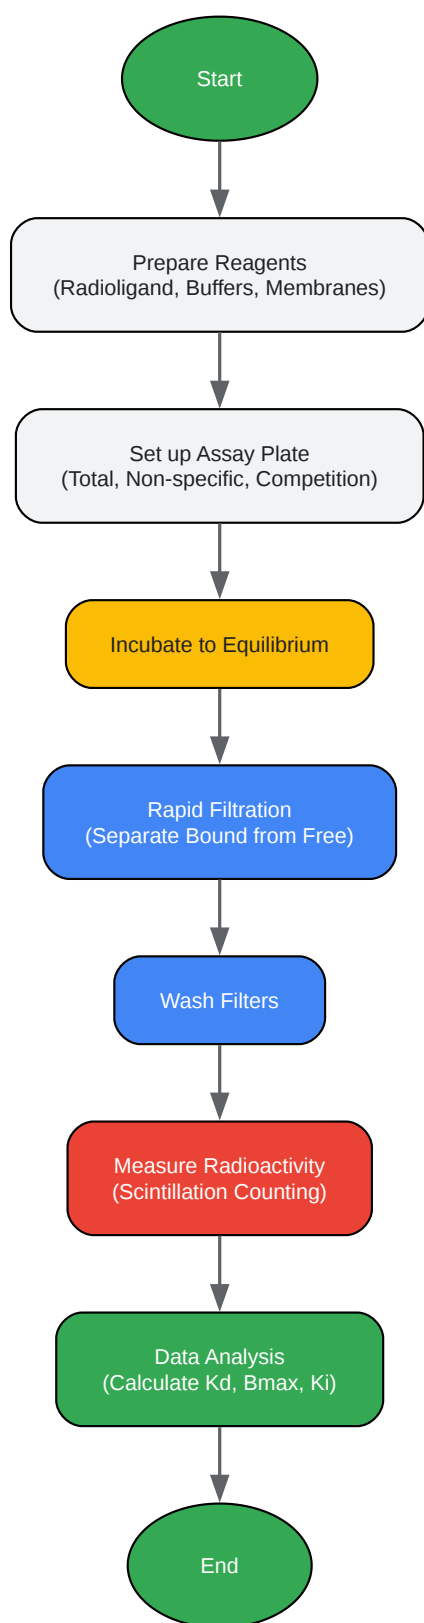 Start
Prepare Reagents
(Radioligand, Buffers, Membranes)
Set up Assay Plate
(Total, Non-specific, Competition)
Incubate to Equilibrium
Rapid Filtration
(Separate Bound from Free)
Wash Filters
Measure Radioactivity
(Scintillation Counting)
Data Analysis
(Calculate Kd, Bmax, Ki)
End